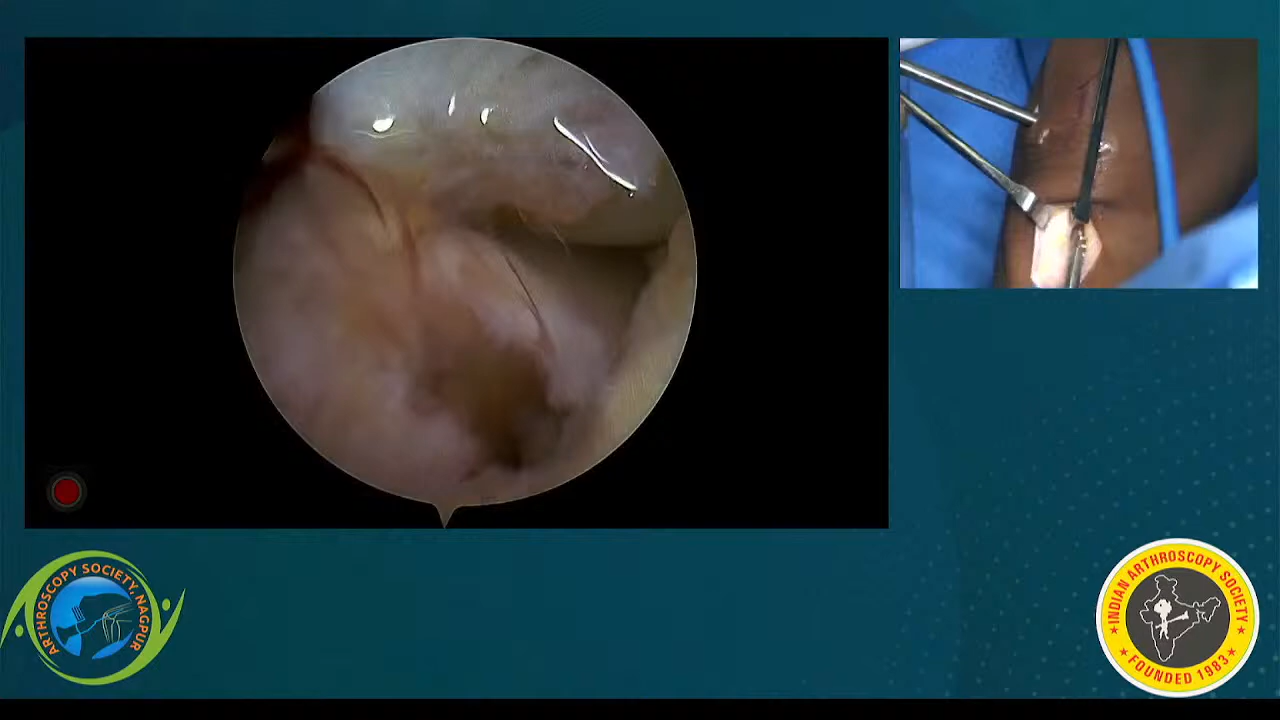 ARTHROSCOPY SOCIETY, NAGPUR
INDIAN ARTHROSCOPY SOCIETY
FOUNDED 1983